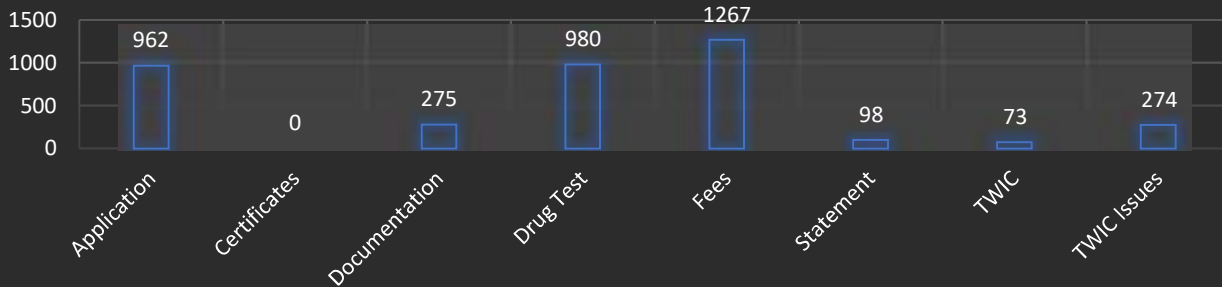 1500
1000
500
0
962
0
275
980
1267
98
73
274
Application
Certificates
Documentation
Drug Test
Fees
Statement
TWIC
TWIC Issues